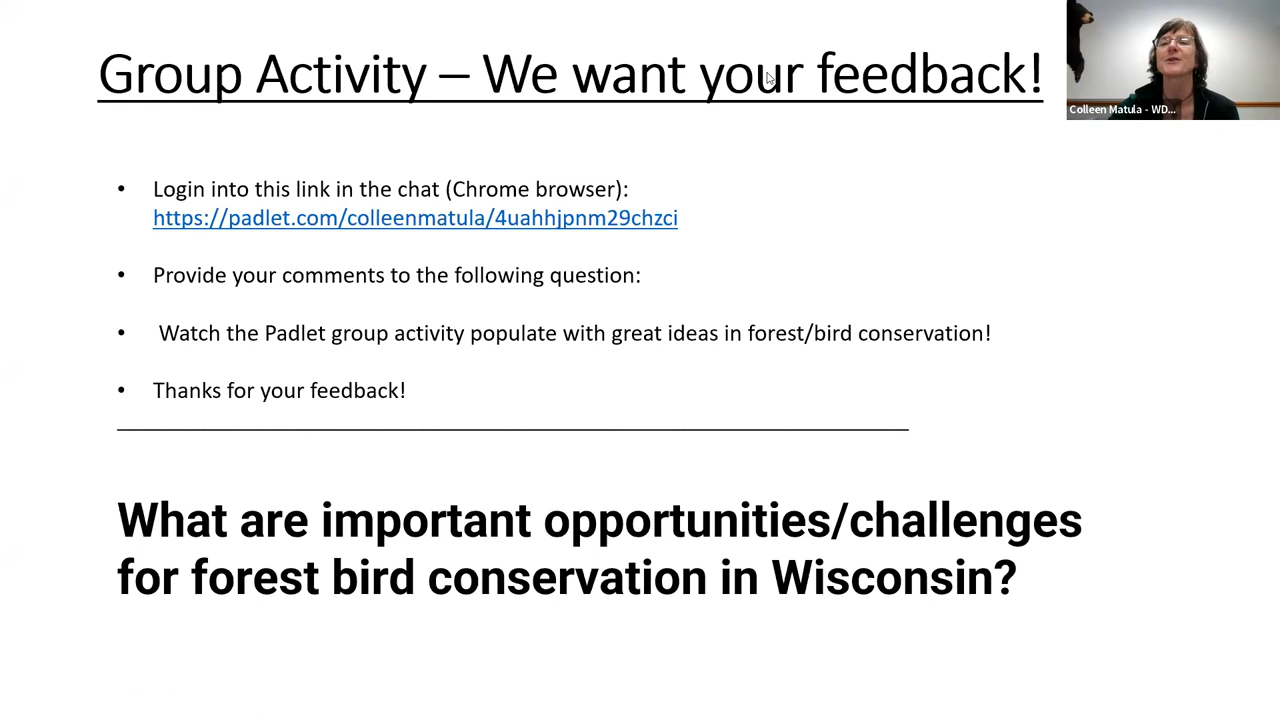 Group Activity – We want your feedback!
Colleen Matula - WD...
• Login into this link in the chat (Chrome browser):
https://padlet.com/colleenmatula/4uahhjpnm29chzci
• Provide your comments to the following question:
• Watch the Padlet group activity populate with great ideas in forest/bird conservation!
• Thanks for your feedback!
What are important opportunities/challenges
for forest bird conservation in Wisconsin?